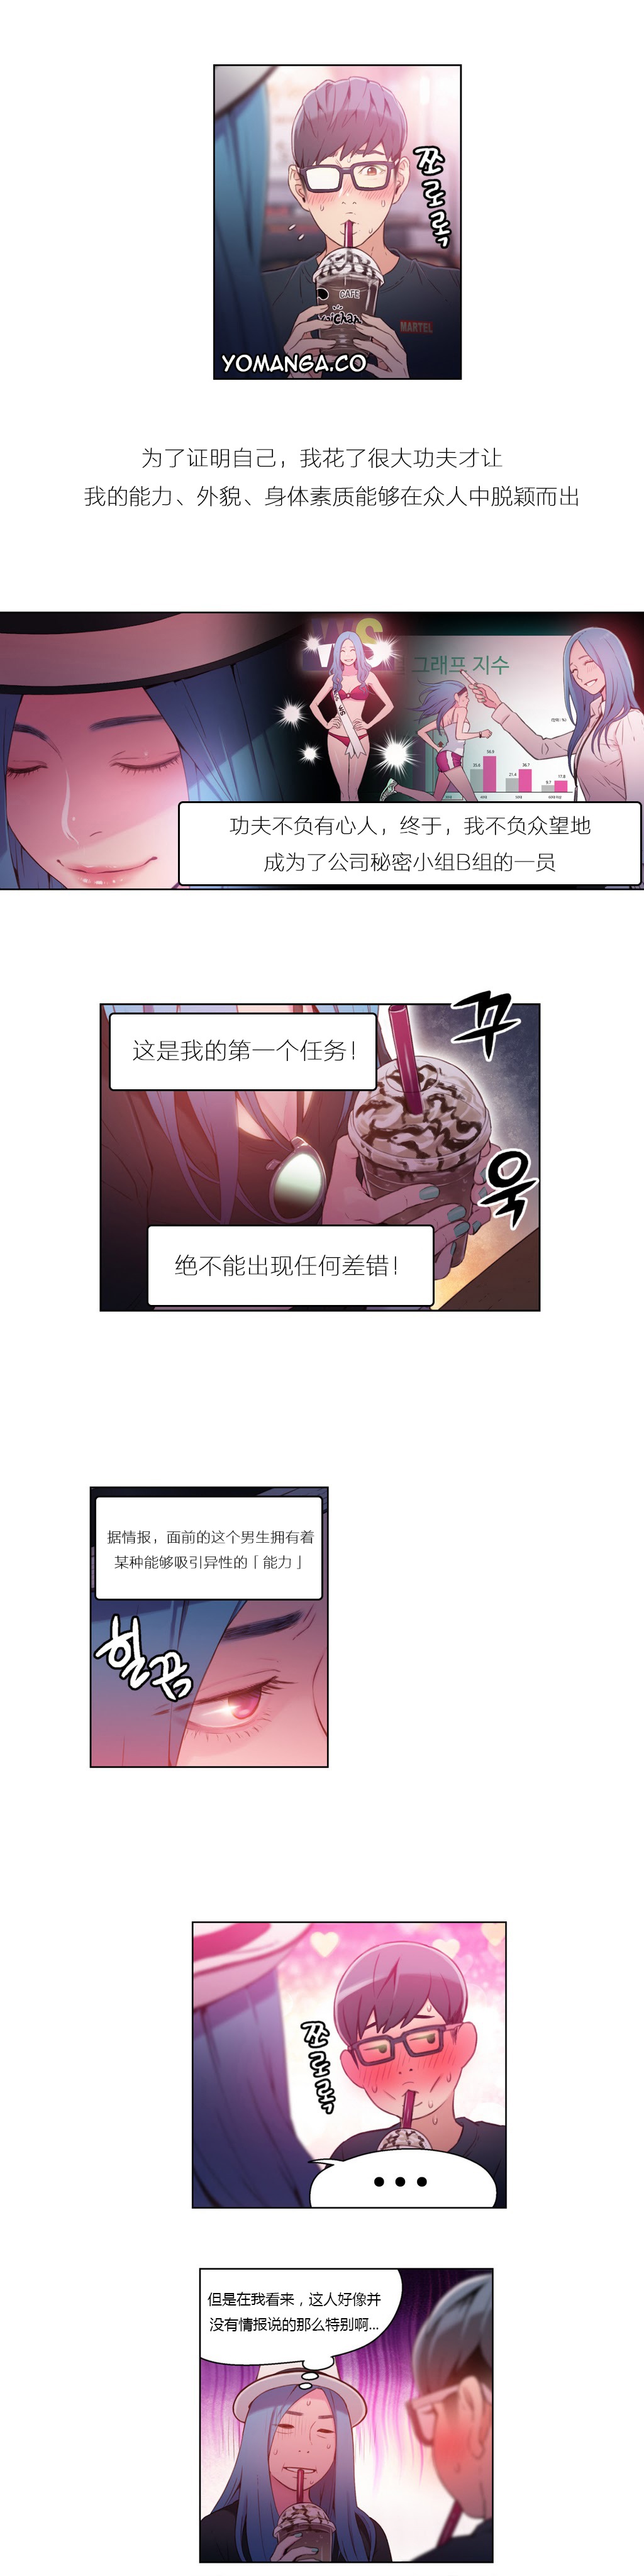 쪼로록
CAFE
MARTEL
YOMANGA.CO
为了证明自己，我花了很大功夫才让
我的能力、外貌、身体素质能够在众人中脱颖而出
그래프 지수
功夫不负有心人，终于，我不负众望地
成为了公司秘密小组B组的一员
这是我的第一个任务！
꾸
욱
绝不能出现任何差错！
据情报，面前的这个男生拥有着
某种能够吸引异性的「能力」
힐끔
쪼로록
...
但是在我看来，这人好像并
没有情报说的那么特别啊...